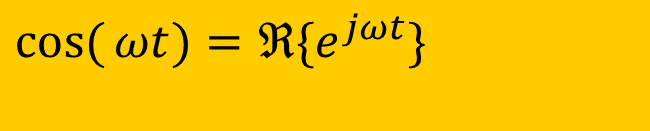 cos( ωt) = ℜ{e^{jωt}}